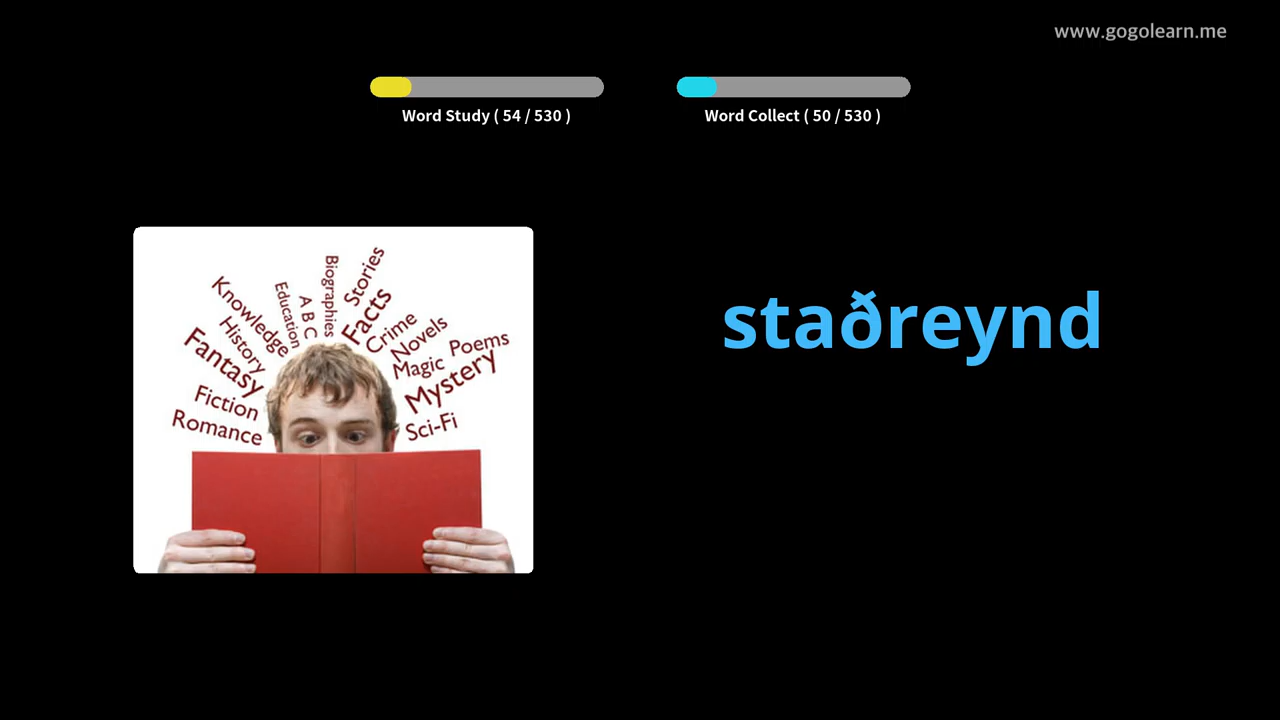 www.gogolearn.me
Word Study ( 54 / 530 )
Word Collect ( 50 / 530 )
Stories
Biographies
Facts
A B C
Education
Knowledge
Crime
Novels
History
Poems
Fantasy
Magic
Mystery
Fiction
Sci-Fi
Romance
staðreynd